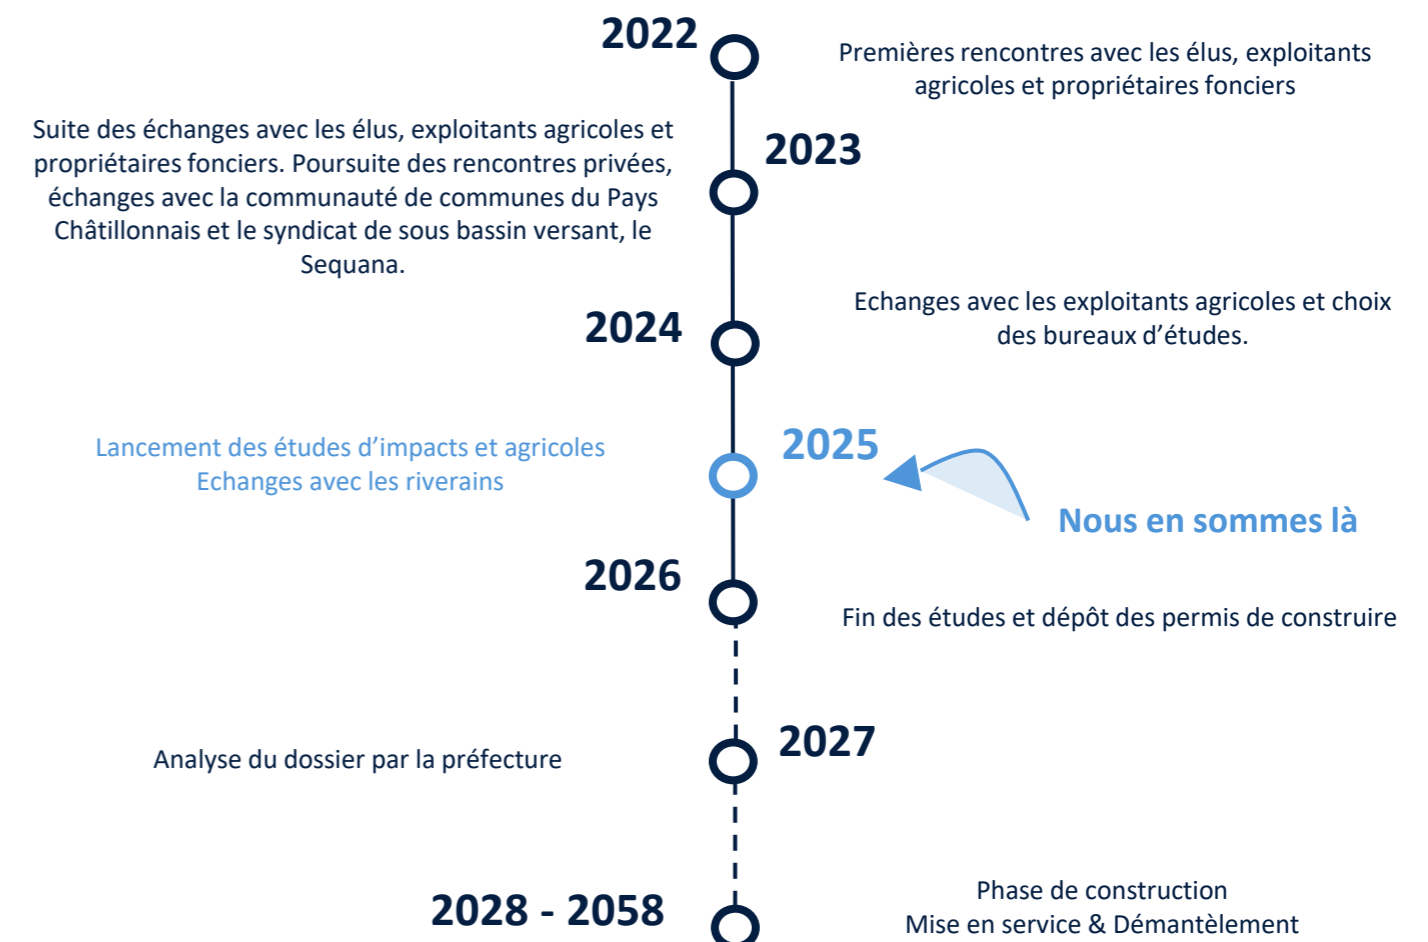 2022
Premières rencontres avec les élus, exploitants
agricoles et propriétaires fonciers
Suite des échanges avec les élus, exploitants agricoles et
propriétaires fonciers. Poursuite des rencontres privées,
échanges avec la communauté de communes du Pays
Châtillonnais et le syndicat de sous bassin versant, le
Sequana.
2023
2024
Echanges avec les exploitants agricoles et choix
des bureaux d’études.
Lancement des études d’impacts et agricoles
Echanges avec les riverains
2025
Nous en sommes là
2026
Fin des études et dépôt des permis de construire
Analyse du dossier par la préfecture
2027
2028 - 2058
Phase de construction
Mise en service & Démantèlement